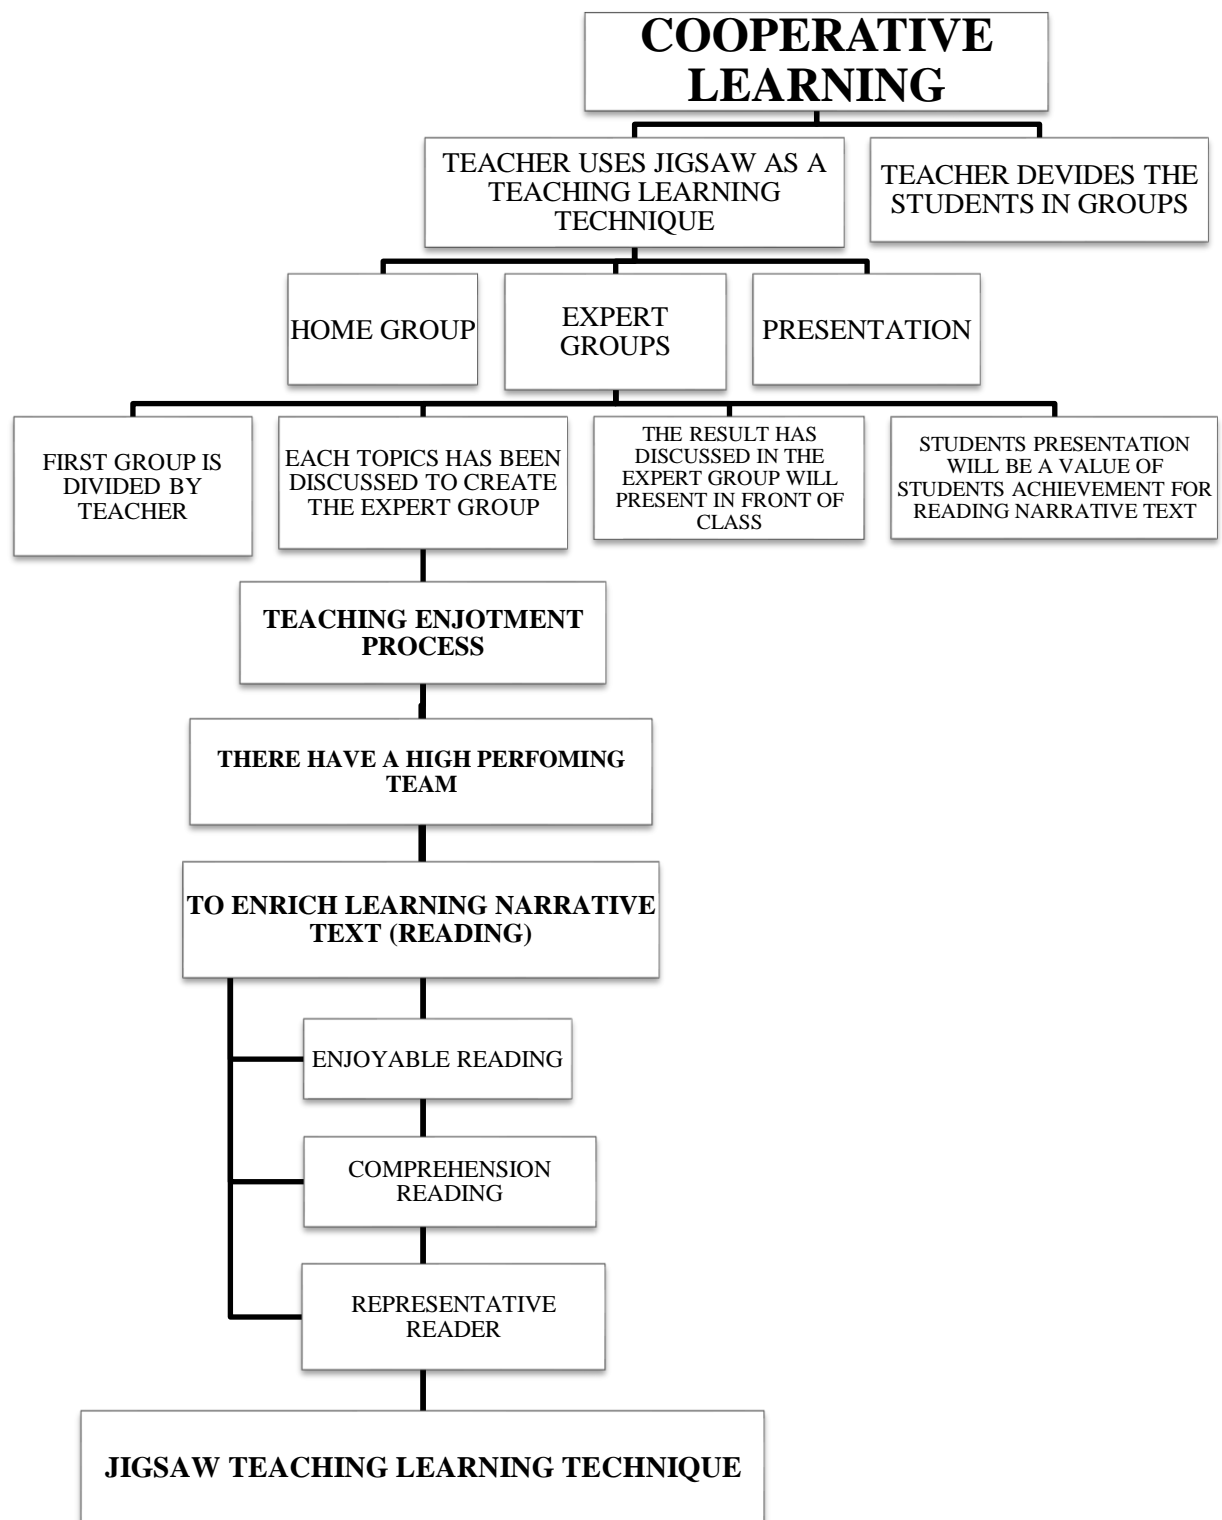 COOPERATIVE
LEARNING
TEACHER USES JIGSAW AS A
TEACHING LEARNING
TECHNIQUE
TEACHER DEVIDES THE
STUDENTS IN GROUPS
HOME GROUP
EXPERT
GROUPS
PRESENTATION
FIRST GROUP IS
DIVIDED BY
TEACHER
EACH TOPICS HAS BEEN
DISCUSSED TO CREATE
THE EXPERT GROUP
THE RESULT HAS
DISCUSSED IN THE
EXPERT GROUP WILL
PRESENT IN FRONT OF
CLASS
STUDENTS PRESENTATION
WILL BE A VALUE OF
STUDENTS ACHIEVEMENT FOR
READING NARRATIVE TEXT
TEACHING ENJOTMENT
PROCESS
THERE HAVE A HIGH PERFOMING
TEAM
TO ENRICH LEARNING NARRATIVE
TEXT (READING)
ENJOYABLE READING
COMPREHENSION
READING
REPRESENTATIVE
READER
JIGSAW TEACHING LEARNING TECHNIQUE